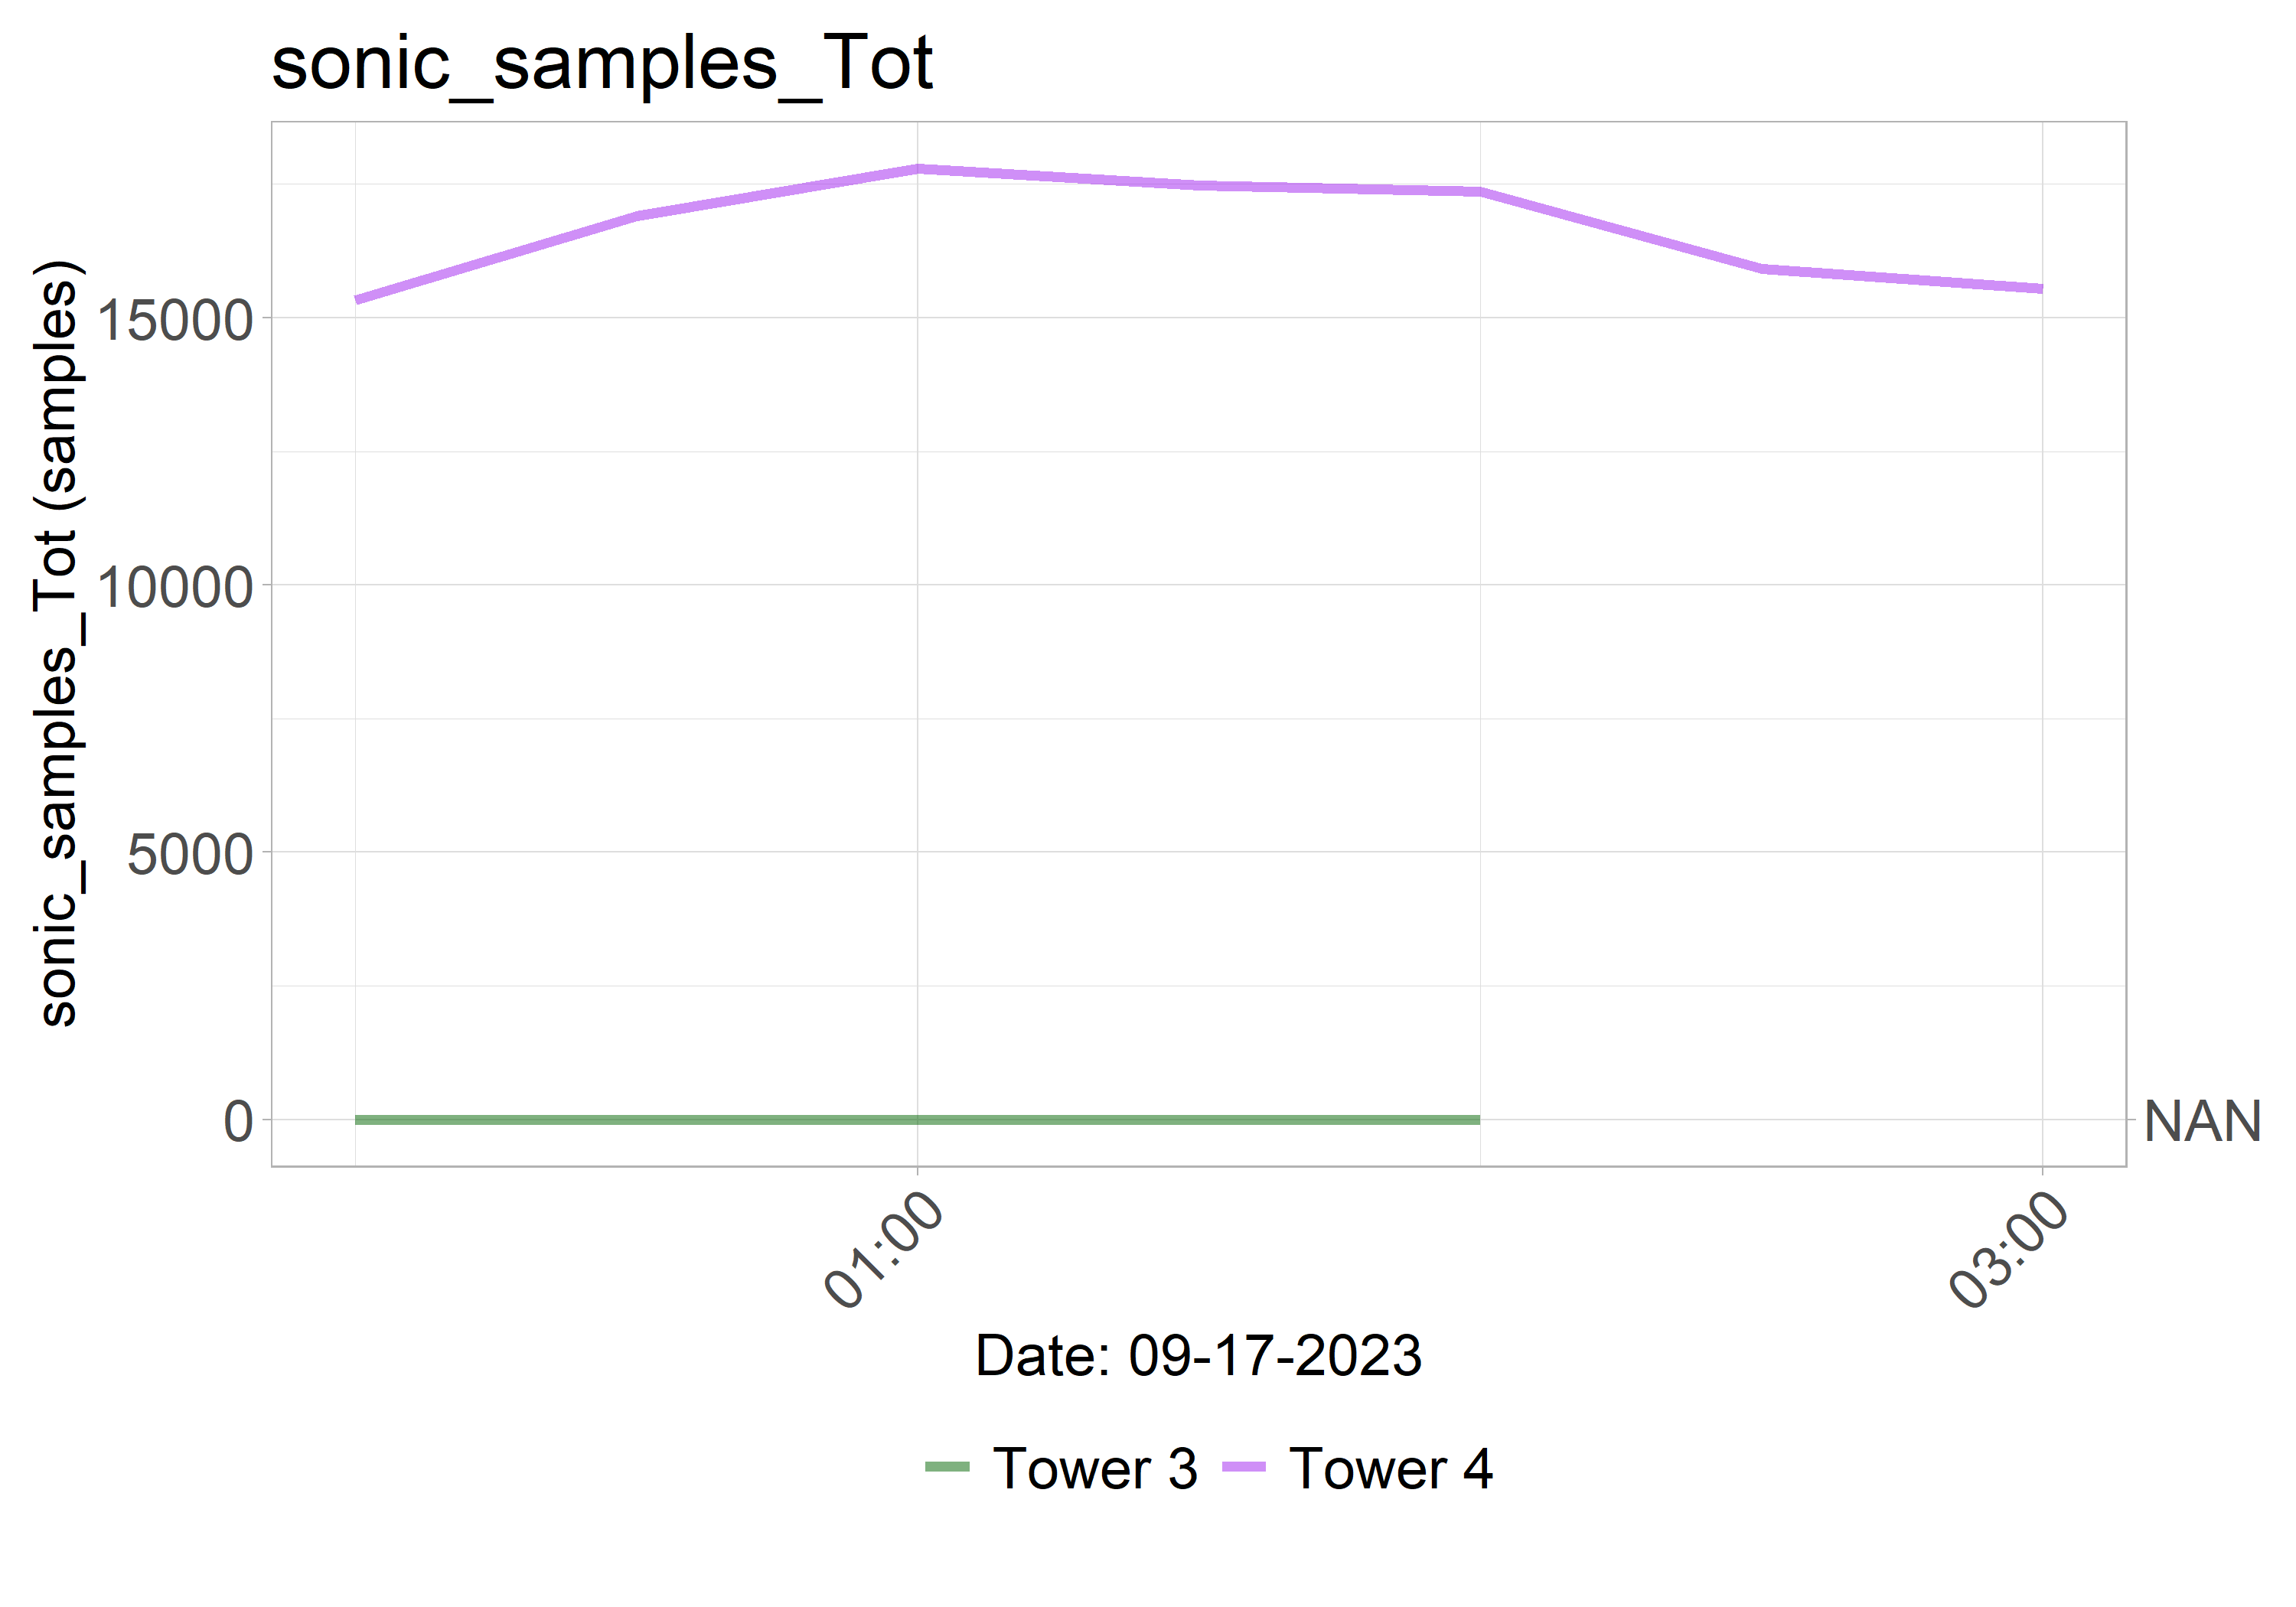 sonic_samples_Tot
sonic_samples_Tot (samples)
15000
10000
5000
0
NAN
01:00
03:00
Date: 09-17-2023
Tower 3
Tower 4